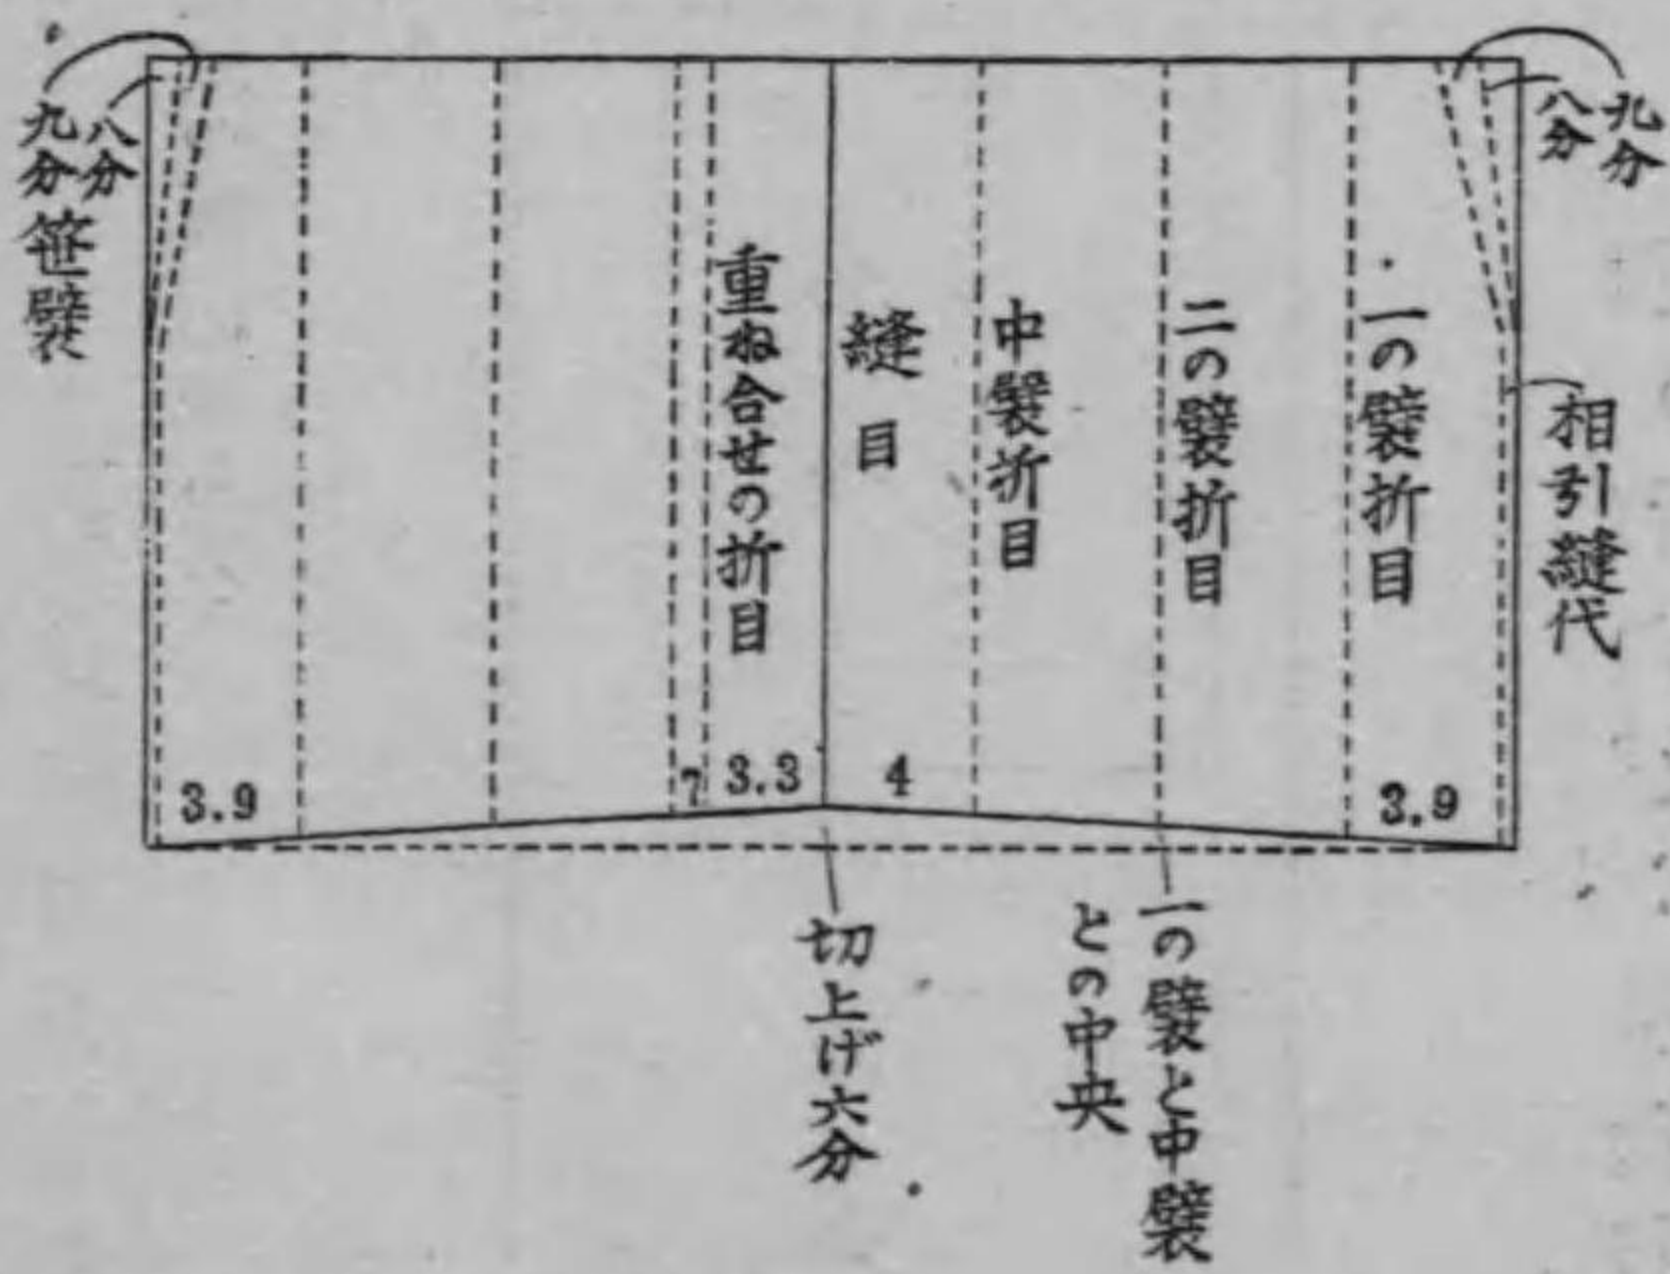 九分
八分
相引縫代
一の襞折目
二の襞折目
中襞折目
縫目
重ね合せの折目
八分
九分笹襞
3.9
4
3.3
7
3.9
一の襞と中襞
との中央
切上げ六分